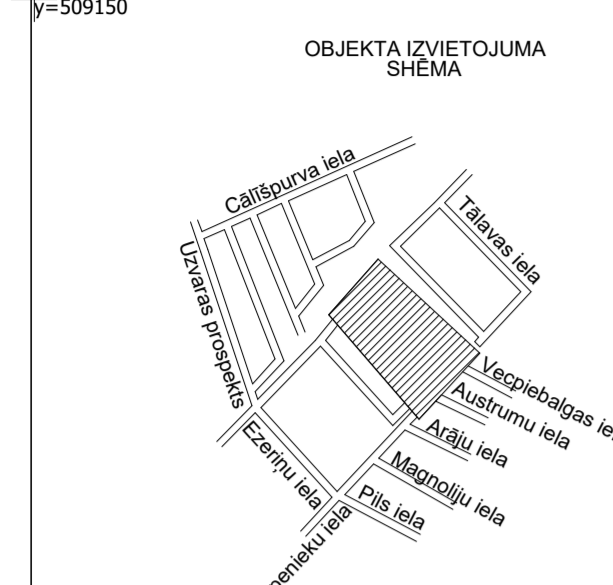 y=509150
OBJEKTA IZVIETOJUMA
SHĒMA
Cālīšpurva iela
Tālavas iela
Uzvaras prospekts
Vecpiebalgas
Austrumu iela
Arāju iela
Ezeriņu iela
Magnoliju iela
Pils iela
iela